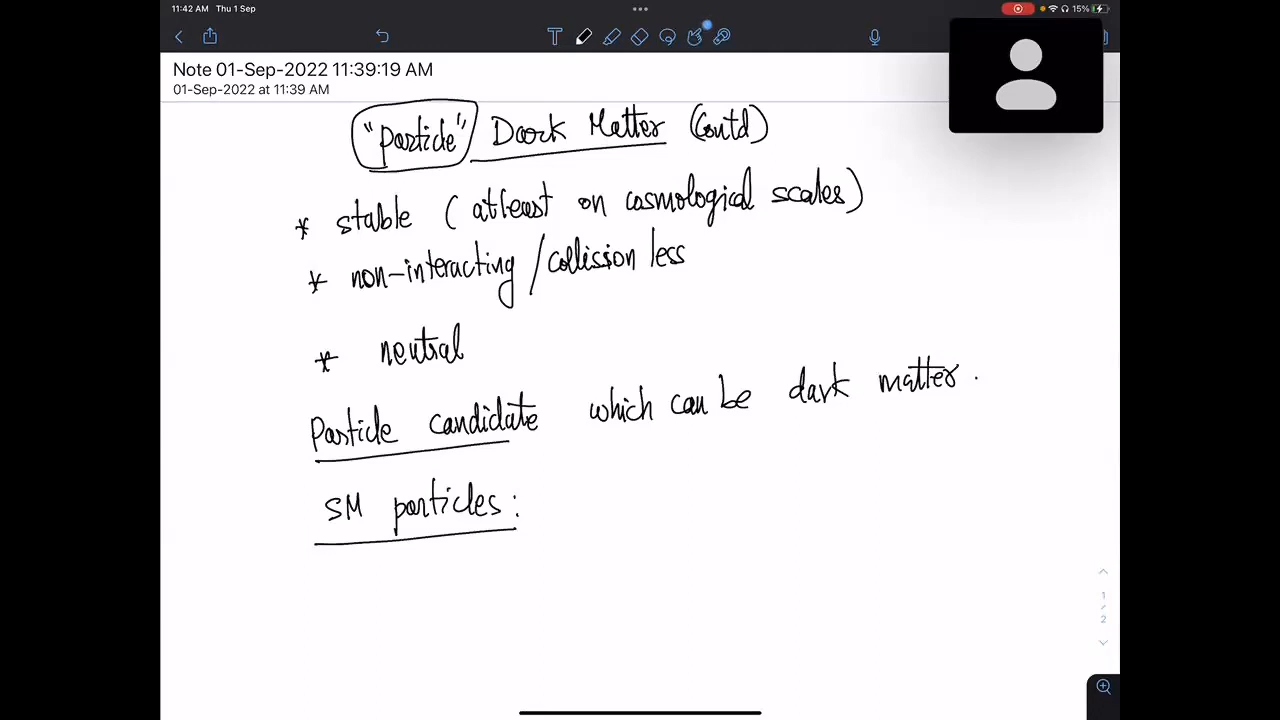 11:42 AM Thu 1 Sep
15%
Note 01-Sep-2022 11:39:19 AM
01-Sep-2022 at 11:39 AM
"Particle" Dark Matter (Contd)
* stable (atleast on cosmological scales)
* non-interacting / collision less
* neutral
Particle candidate which can be dark matter.
SM particles:
1
/
2